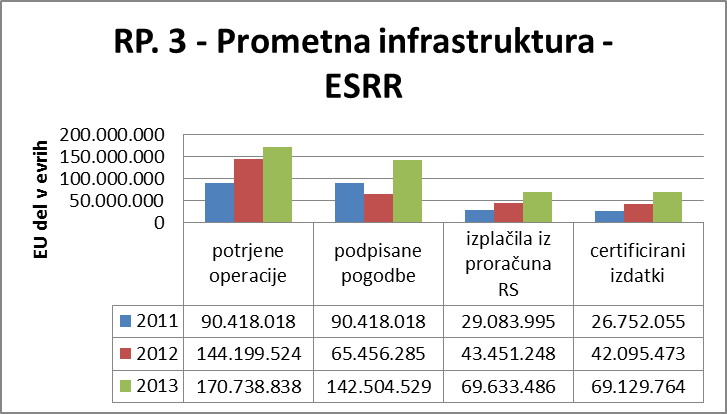 RP. 3 - Prometna infrastruktura -
ESRR
EU del v evrih
200.000.000
150.000.000
100.000.000
50.000.000
0
potrjene operacije
podpisane pogodbe
izplačila iz proračuna RS
certificirani izdatki
2011 90.418.018 90.418.018 29.083.995 26.752.055
2012 144.199.524 65.456.285 43.451.248 42.095.473
2013 170.738.838 142.504.529 69.633.486 69.129.764